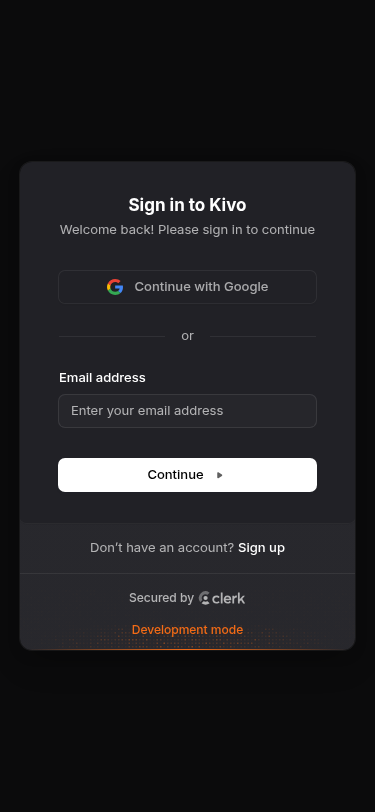 Sign in to Kivo
Welcome back! Please sign in to continue
Continue with Google
or
Email address
Enter your email address
Continue
Don’t have an account? Sign up
Secured by clerk
Development mode